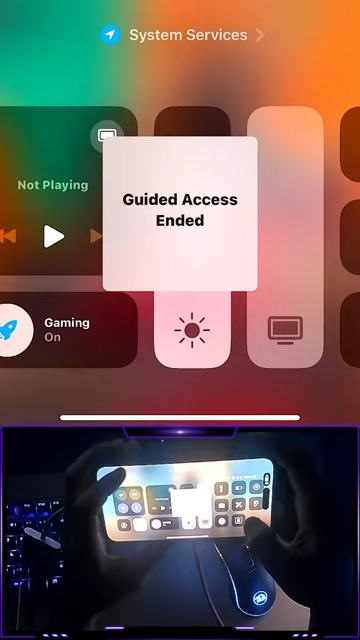 System Services
Not Playing
Guided Access
Ended
Gaming
On